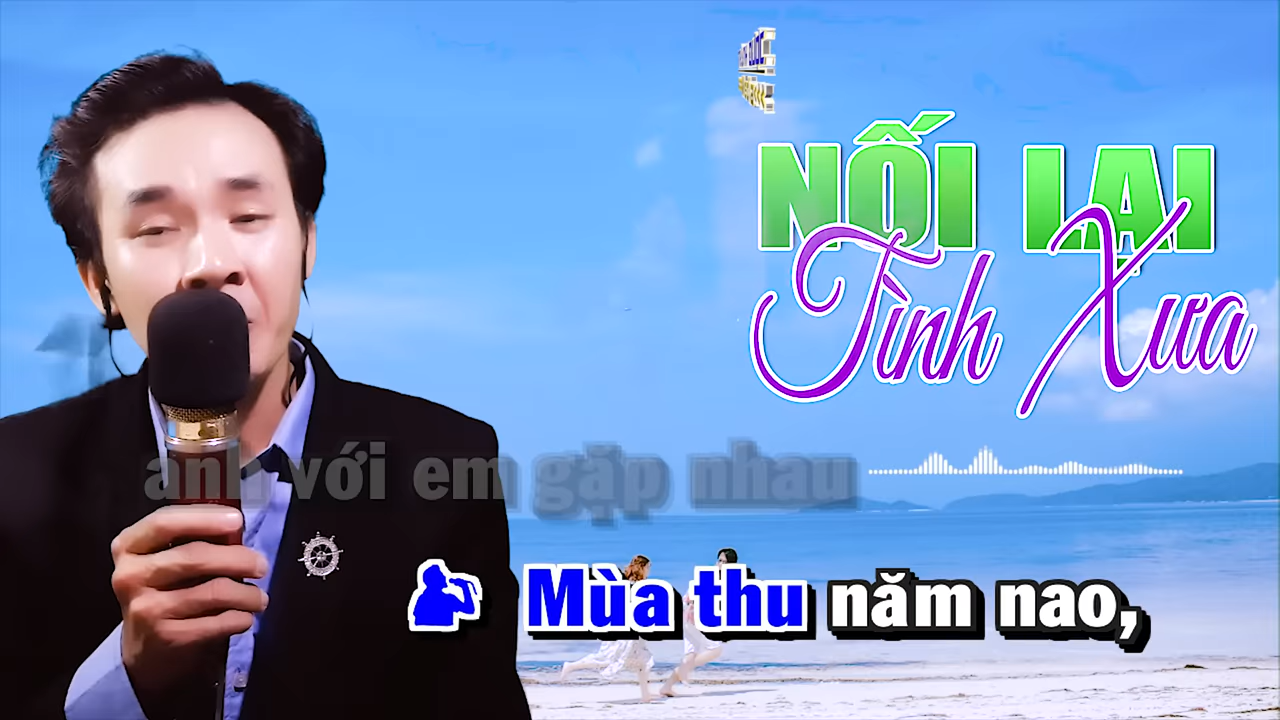 NỐI LẠI
Tình Xưa
anh với em gặp nhau
Mùa thu năm nao,